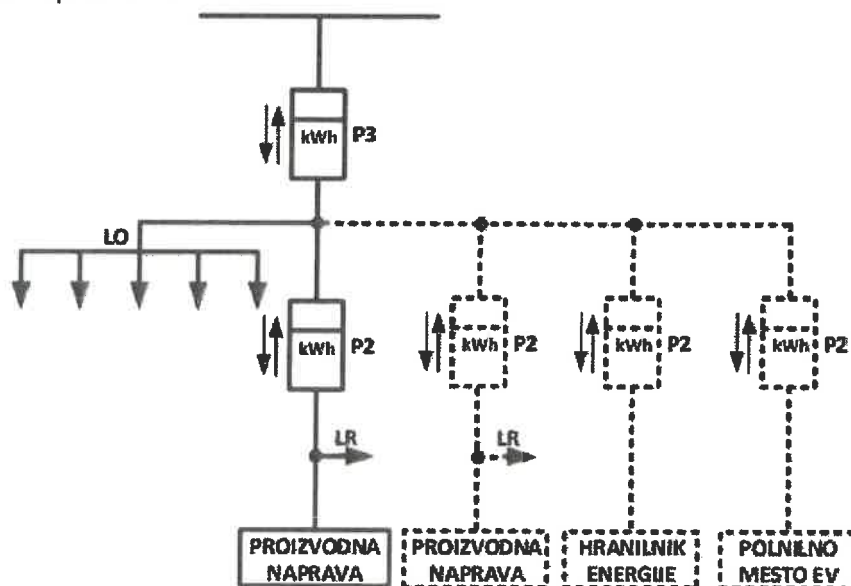 kWh P3
LO
kWh P2
kWh P2
kWh P2
kWh P2
LR
LR
PROIZVODNA
NAPRAVA
PROIZVODNA
NAPRAVA
HRANILNIK
ENERGIJE
POLNILNO
MESTO EV